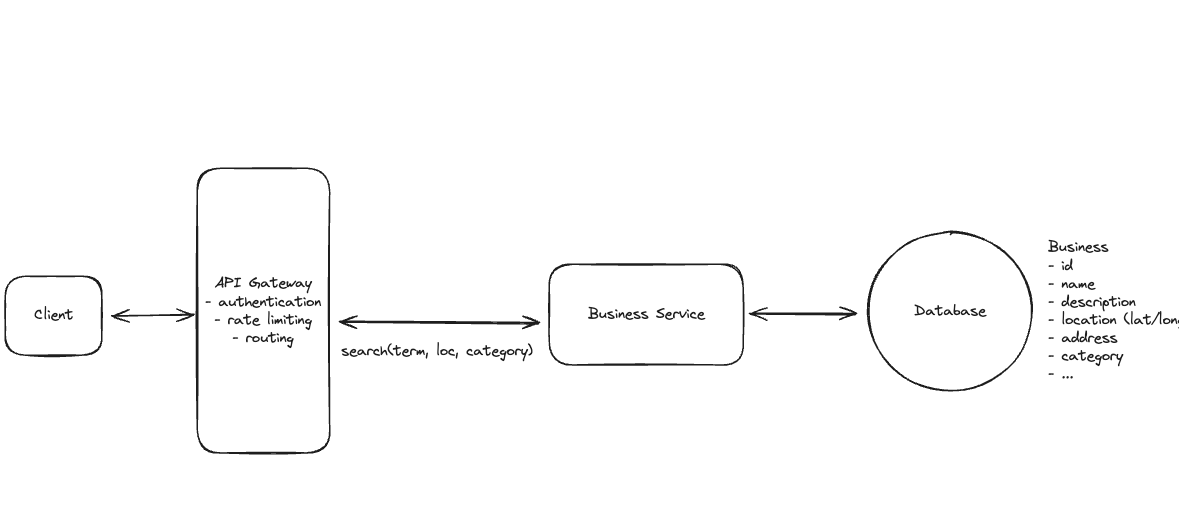 Client
API Gateway
- authentication
- rate limiting
- routing
search(term, loc, category)
Business Service
Database
Business
- id
- name
- description
- location (lat/lon
- address
- category
- ...